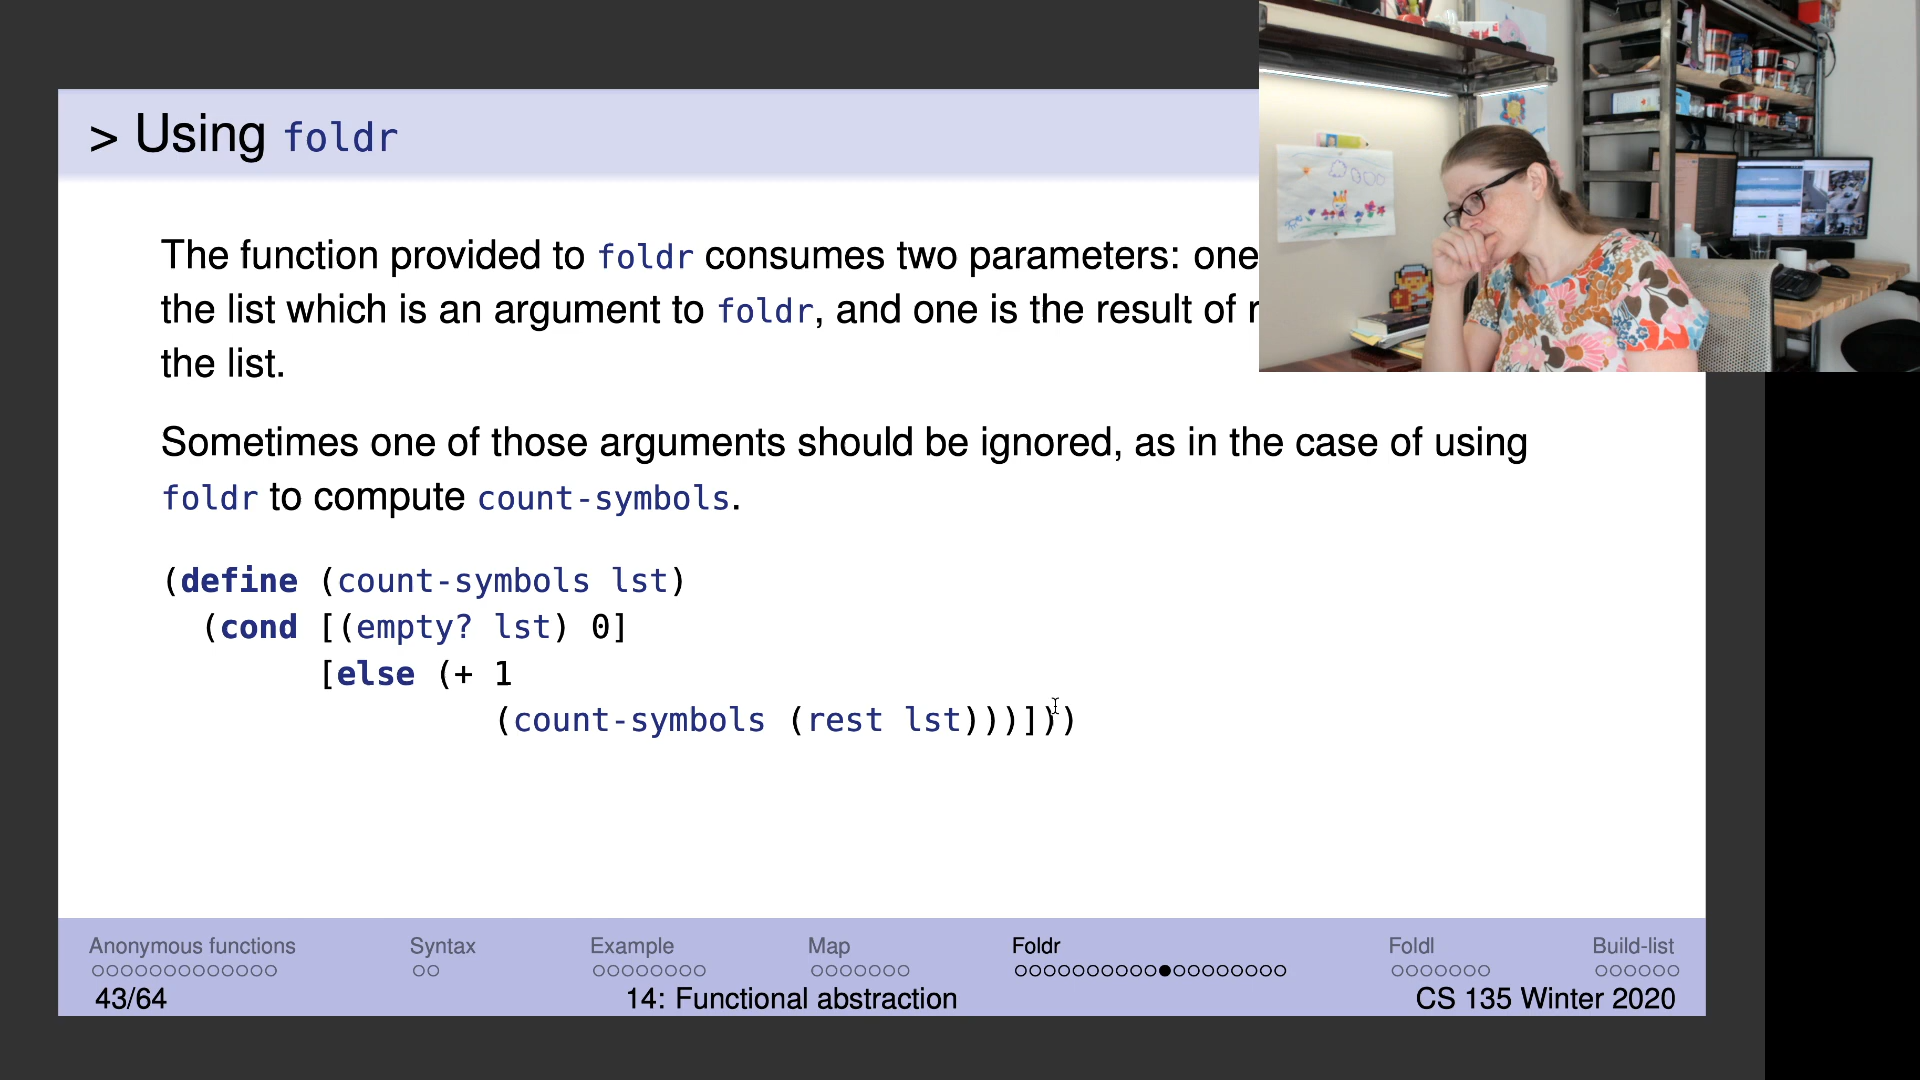 > Using foldr
The function provided to foldr consumes two parameters: one
the list which is an argument to foldr, and one is the result of r
the list.
Sometimes one of those arguments should be ignored, as in the case of using
foldr to compute count-symbols.
(define (count-symbols lst)
(cond [(empty? lst) 0]
[else (+ 1
(count-symbols (rest lst)))]))
Anonymous functions Syntax Example Map Foldr Foldl Build-list
43/64 14: Functional abstraction CS 135 Winter 2020